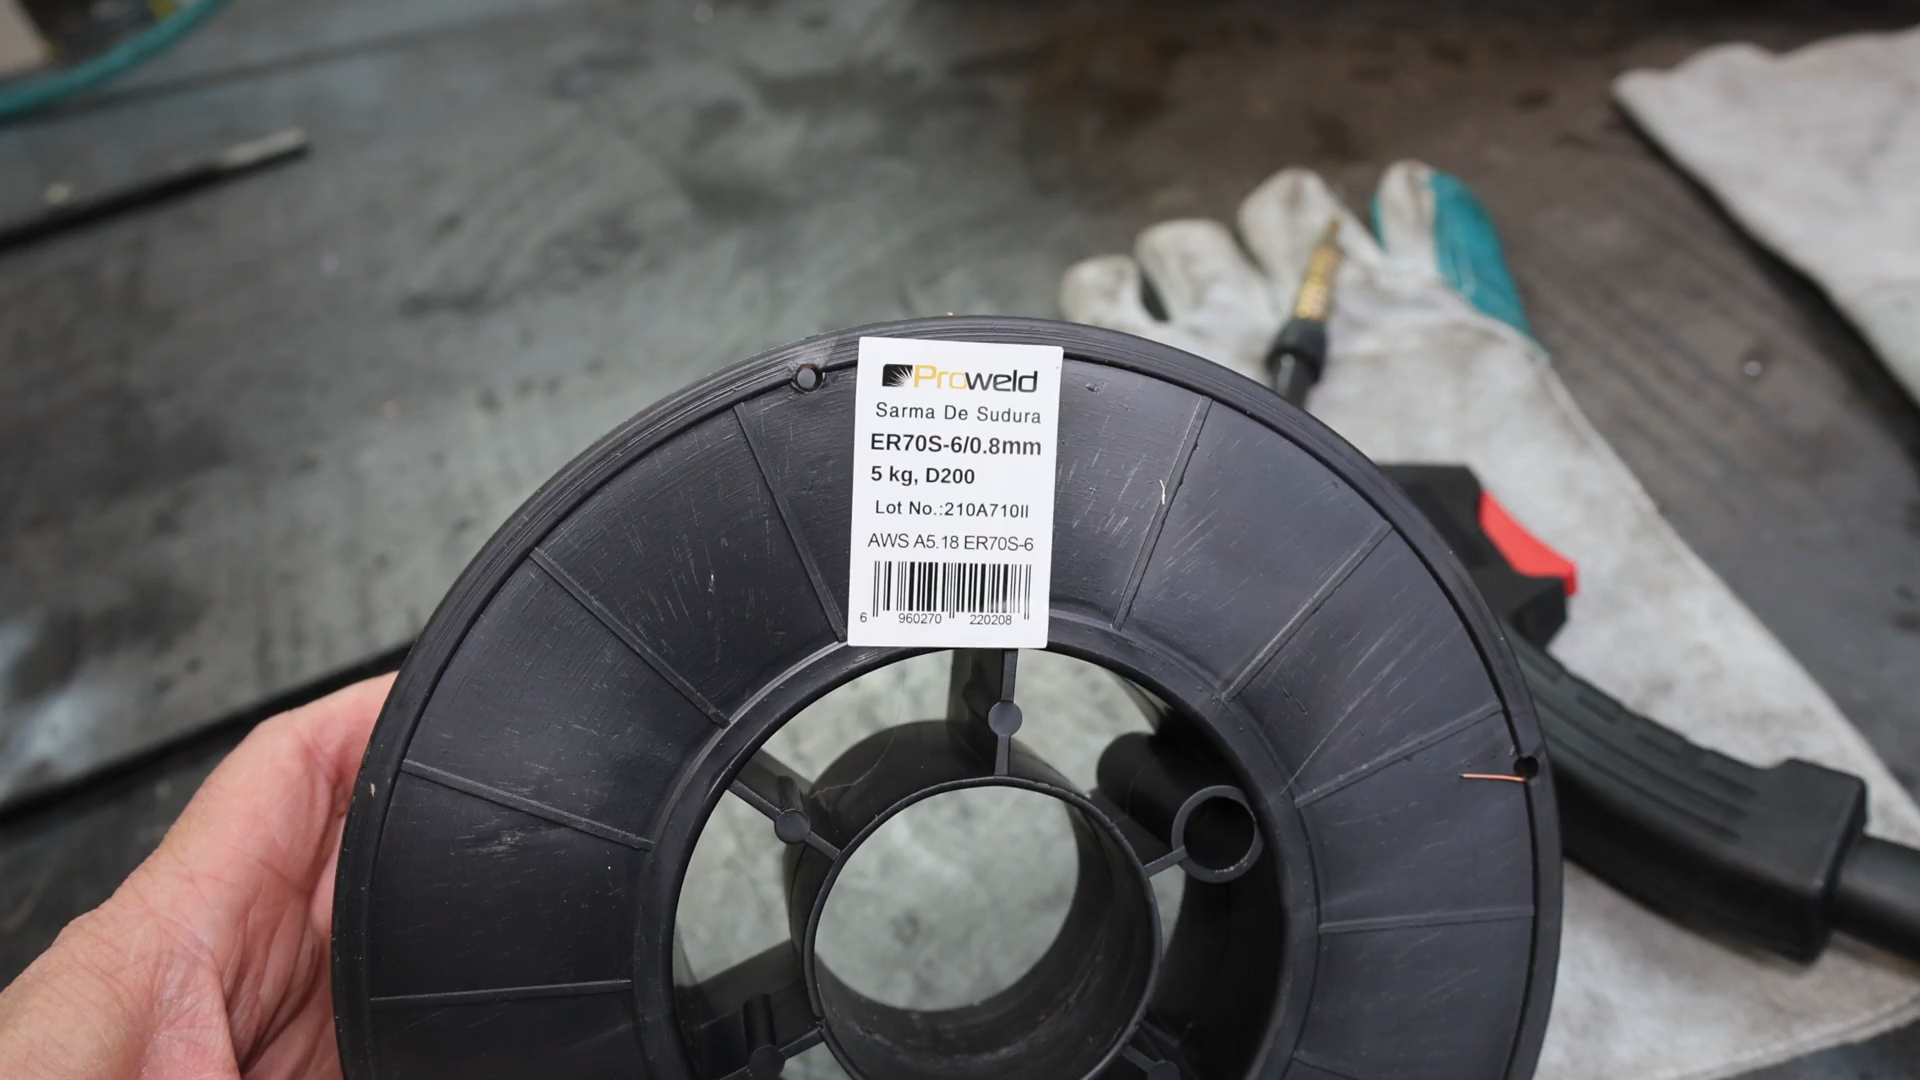 Proweld
Sarma De Sudura
ER70S-6/0.8mm
5 kg, D200
Lot No.:210A710II
AWS A5.18 ER70S-6
6 960270 220208